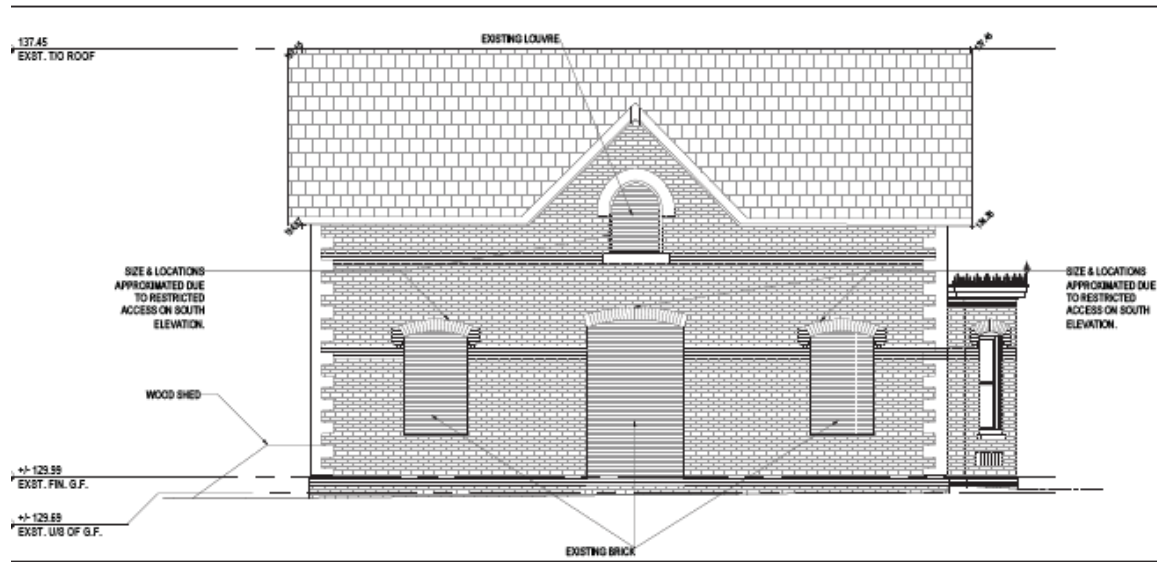 137.45
EXST. T/O ROOF
EXISTING LOUVRE
SIZE & LOCATIONS
APPROXIMATED DUE
TO RESTRICTED
ACCESS ON SOUTH
ELEVATION.
SIZE & LOCATIONS
APPROXIMATED DUE
TO RESTRICTED
ACCESS ON SOUTH
ELEVATION.
WOOD SHED
+/- 129.99
EXST. FIN. G.F.
+/- 129.69
EXST. U/S OF G.F.
EXISTING BRICK